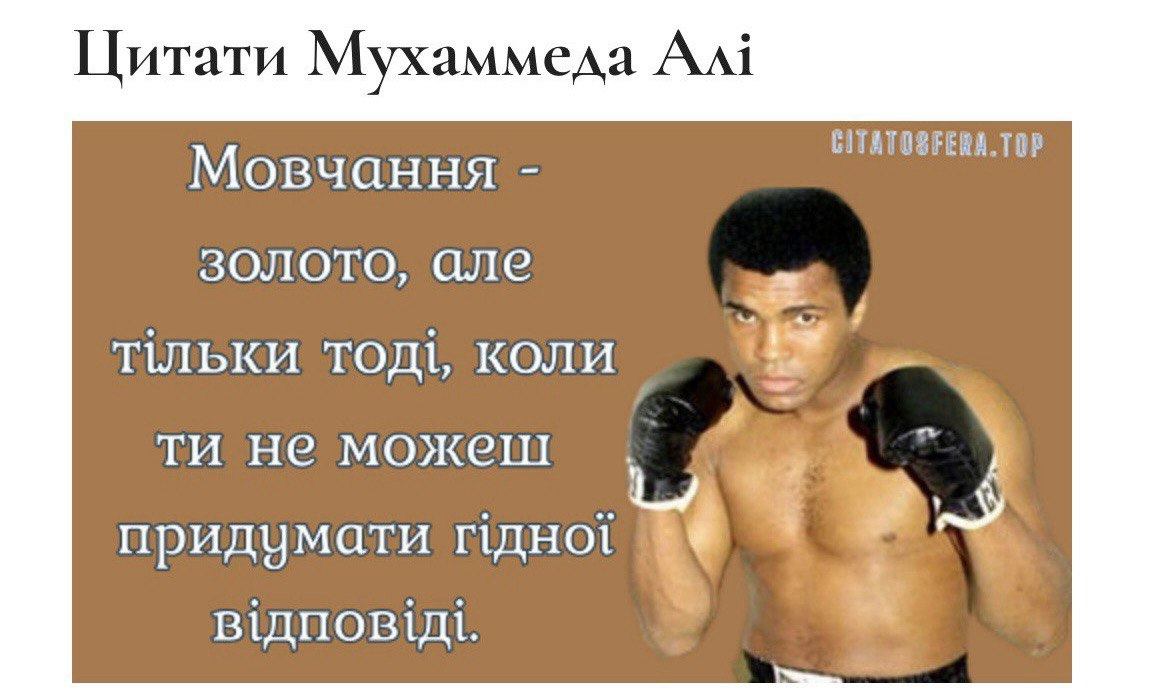 Цитати Мухаммеда Алі
CITATOSFERA.TOP
Мовчання -
золото, але
тільки тоді, коли
ти не можеш
придумати гідної
відповіді.